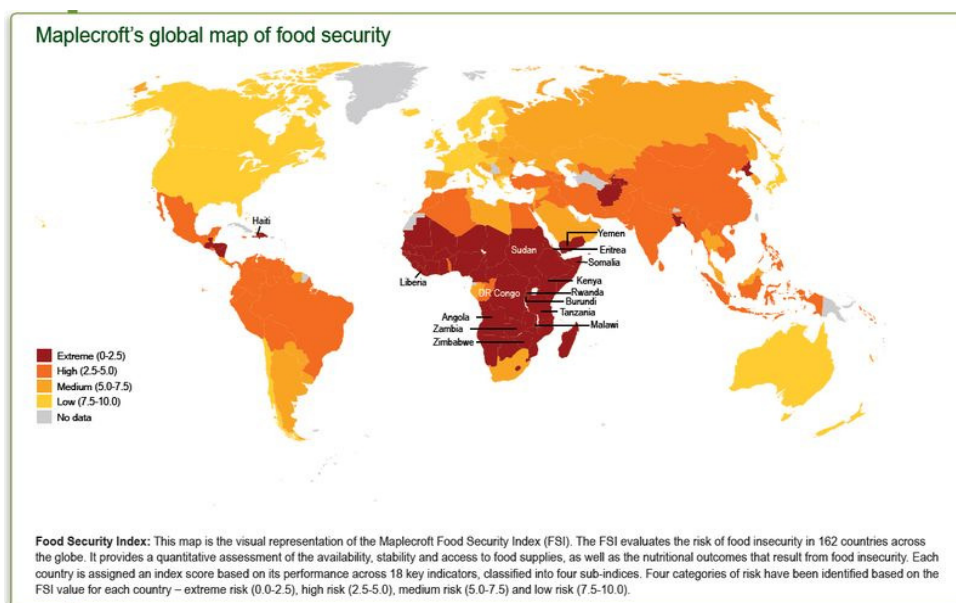 Maplecroft's global map of food security
Haiti
Yemen
Sudan
Eritrea
Somalia
Liberia
Kenya
DR Congo
Rwanda
Burundi
Angola
Tanzania
Zambia
Malawi
Zimbabwe
Extreme (0-2.5)
High (2.5-5.0)
Medium (5.0-7.5)
Low (7.5-10.0)
No data
Food Security Index: This map is the visual representation of the Maplecroft Food Security Index (FSI). The FSI evaluates the risk of food insecurity in 162 countries across
the globe. It provides a quantitative assessment of the availability, stability and access to food supplies, as well as the nutritional outcomes that result from food insecurity. Each
country is assigned an index score based on its performance across 18 key indicators, classified into four sub-indices. Four categories of risk have been identified based on the
FSI value for each country – extreme risk (0.0-2.5), high risk (2.5-5.0), medium risk (5.0-7.5) and low risk (7.5-10.0).